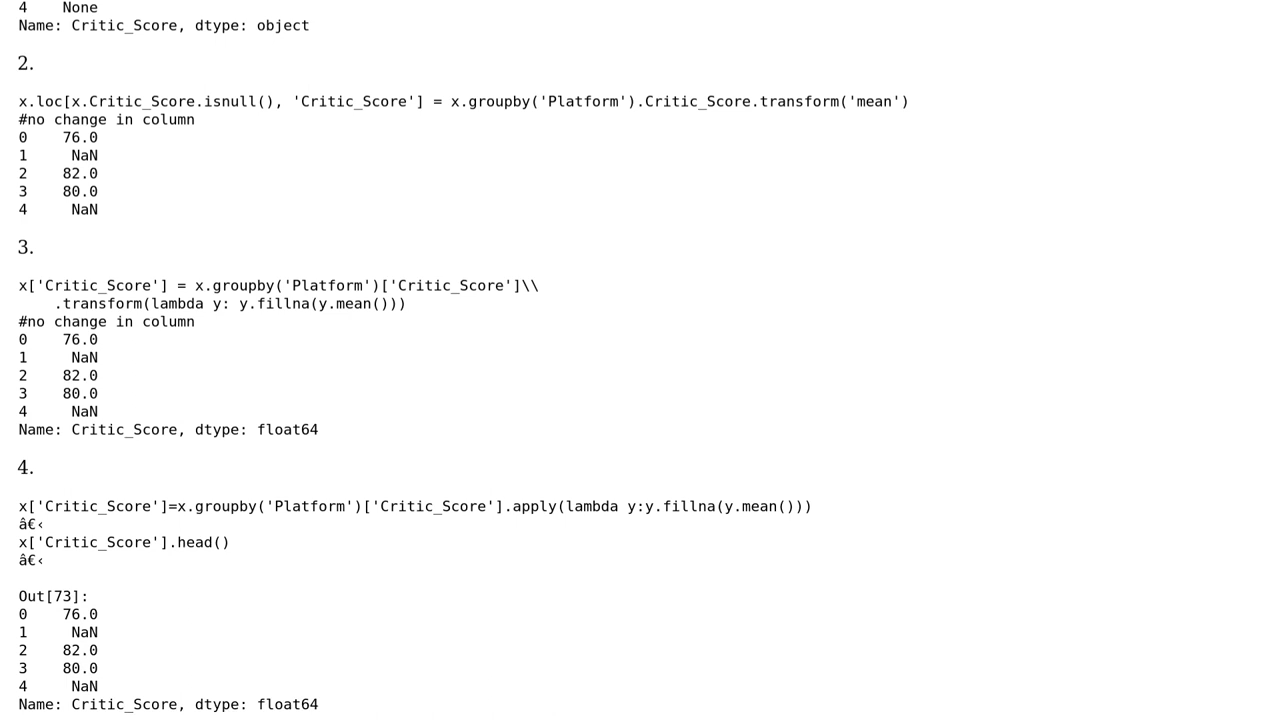 4    None
Name: Critic_Score, dtype: object
2.
x.loc[x.Critic_Score.isnull(), 'Critic_Score'] = x.groupby('Platform').Critic_Score.transform('mean')
#no change in column
0    76.0
1     NaN
2    82.0
3    80.0
4     NaN
3.
x['Critic_Score'] = x.groupby('Platform')['Critic_Score']\\
    .transform(lambda y: y.fillna(y.mean()))
#no change in column
0    76.0
1     NaN
2    82.0
3    80.0
4     NaN
Name: Critic_Score, dtype: float64
4.
x['Critic_Score']=x.groupby('Platform')['Critic_Score'].apply(lambda y:y.fillna(y.mean()))
â€‹
x['Critic_Score'].head()
â€‹
Out[73]:
0    76.0
1     NaN
2    82.0
3    80.0
4     NaN
Name: Critic_Score, dtype: float64